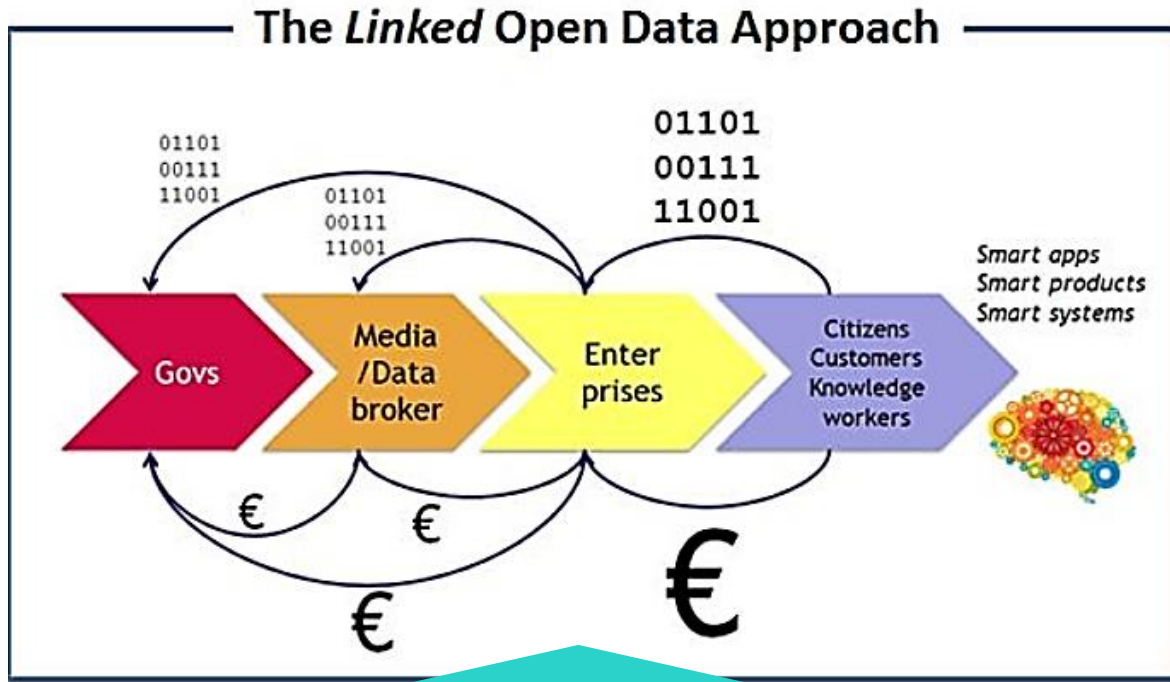 The Linked Open Data Approach
01101
00111
11001
01101
00111
11001
01101
00111
11001
Smart apps
Smart products
Smart systems
Govs
Media
/Data
broker
Enter
prises
Citizens
Customers
Knowledge
workers
€
€
€
€